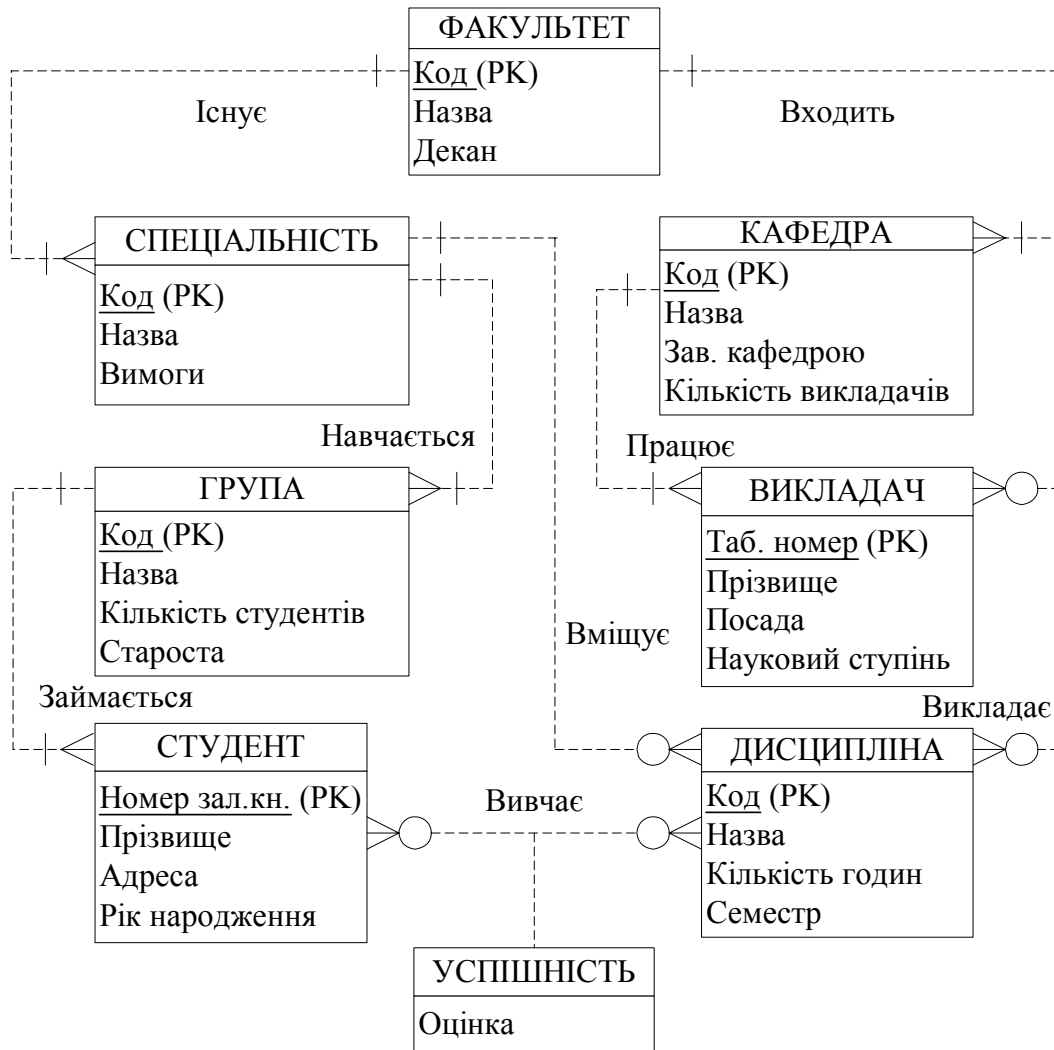 ФАКУЛЬТЕТ
Код (PK)
Назва
Декан
Існує
Входить
СПЕЦІАЛЬНІСТЬ
Код (PK)
Назва
Вимоги
КАФЕДРА
Код (PK)
Назва
Зав. кафедрою
Кількість викладачів
Навчається
Працює
ГРУПА
Код (PK)
Назва
Кількість студентів
Староста
ВИКЛАДАЧ
Таб. номер (PK)
Прізвище
Посада
Науковий ступінь
Вміщує
Займається
Викладає
СТУДЕНТ
Номер зал.кн. (PK)
Прізвище
Адреса
Рік народження
Вивчає
ДИСЦИПЛІНА
Код (PK)
Назва
Кількість годин
Семестр
УСПІШНІСТЬ
Оцінка